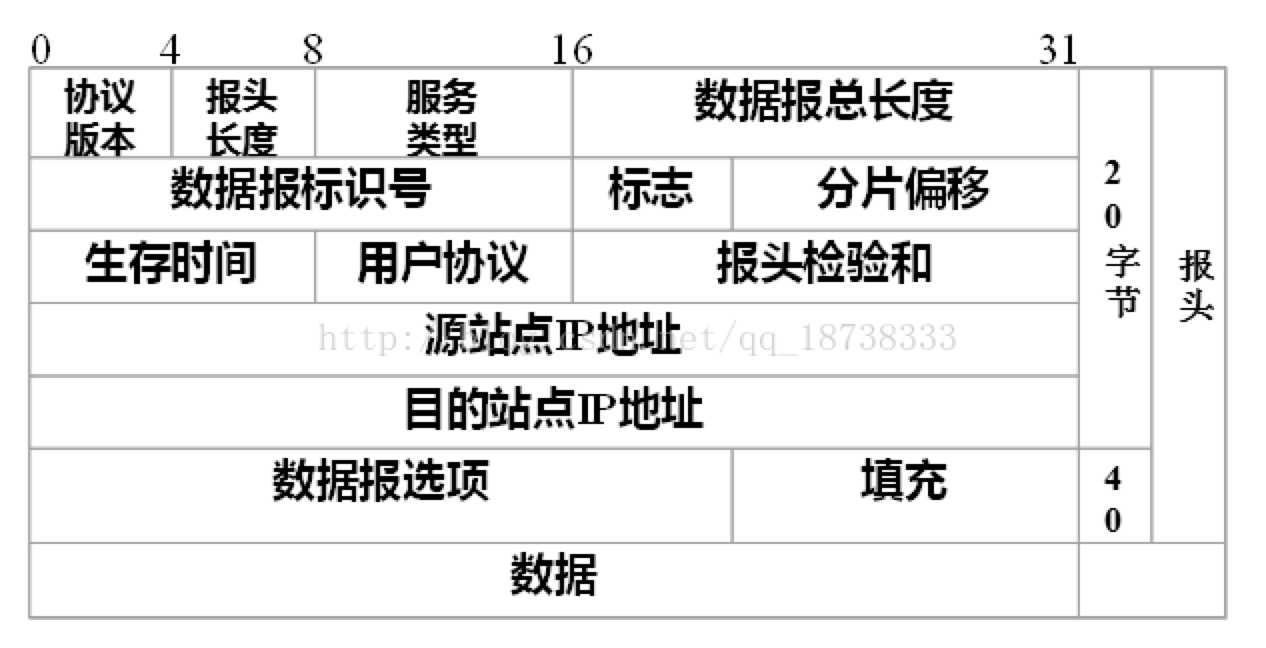 0 4 8 16 31
协议版本 报头长度 服务类型 数据报总长度
数据报标识号 标志 分片偏移
生存时间 用户协议 报头检验和
源站点IP地址
目的站点IP地址
数据报选项 填充
数据
20字节
40
报头
qq_18738333